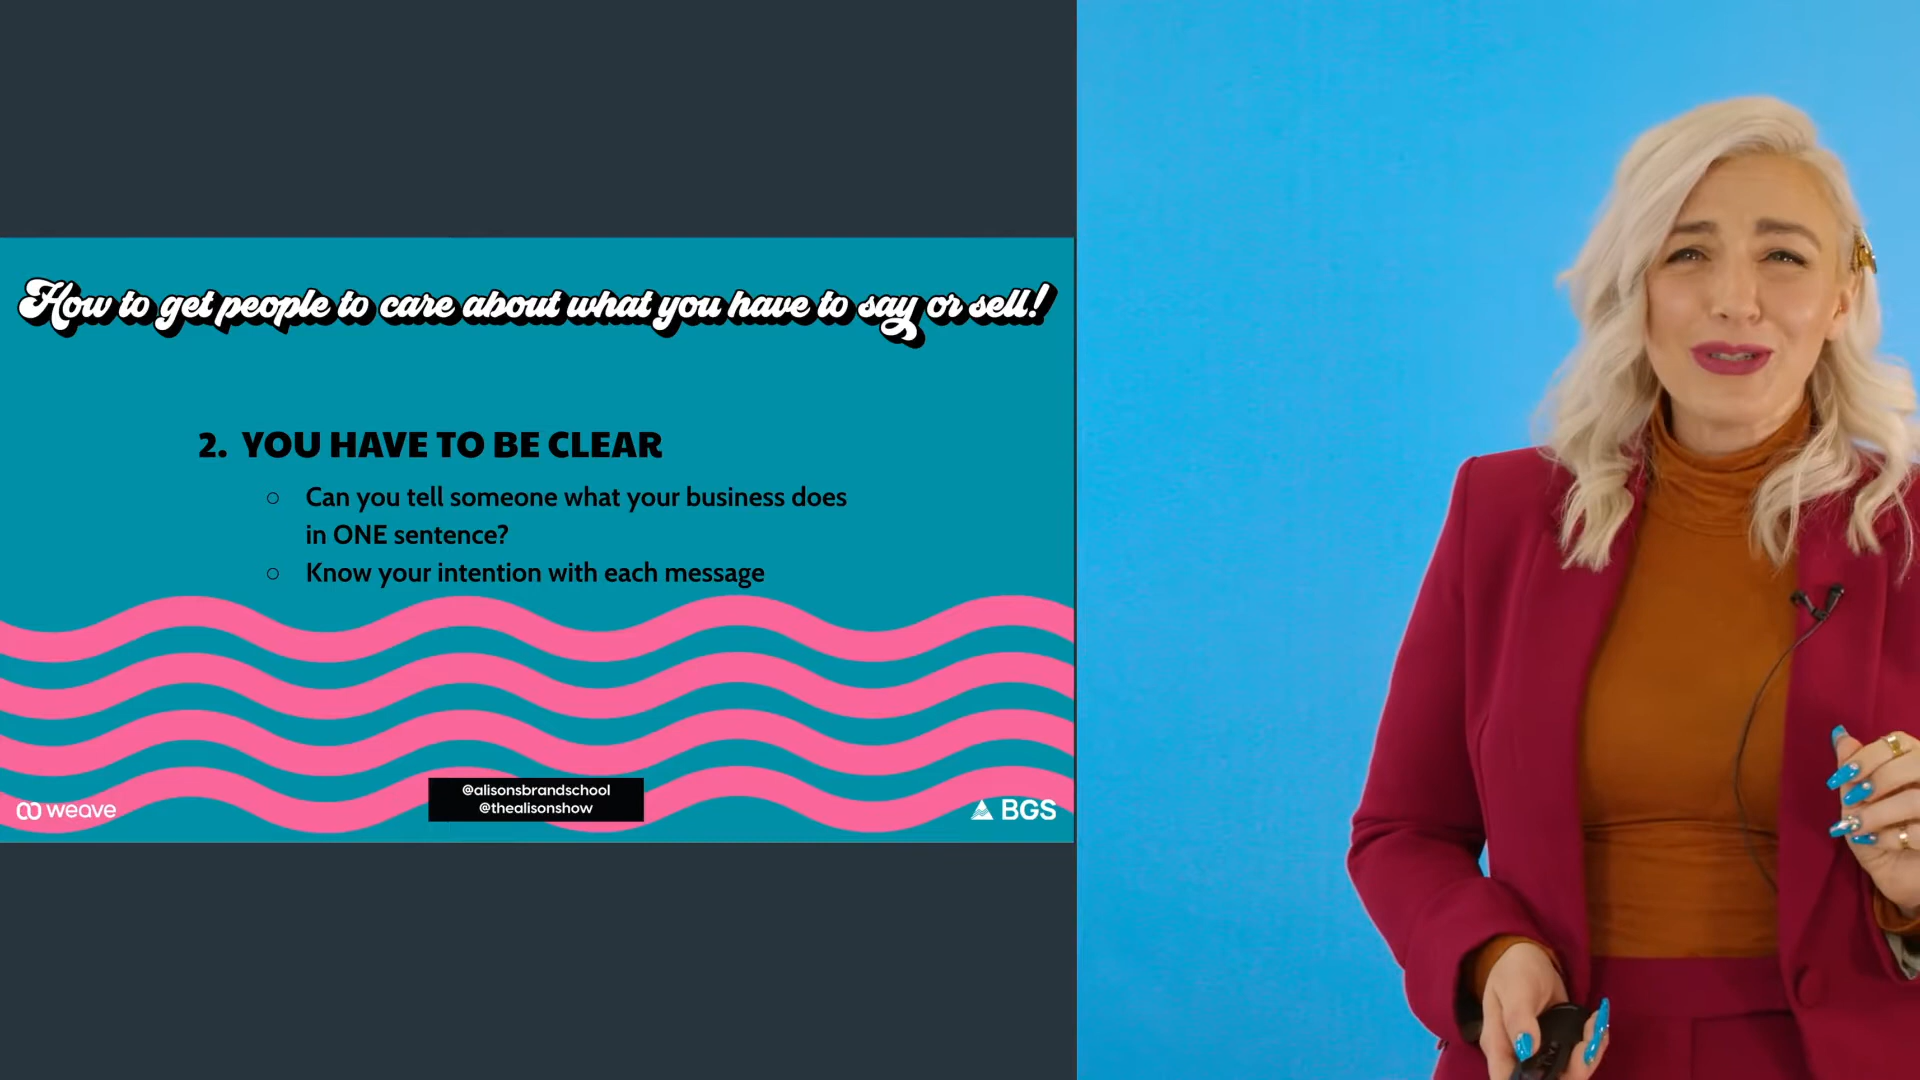 How to get people to care about what you have to say or sell!
2. YOU HAVE TO BE CLEAR
○ Can you tell someone what your business does
in ONE sentence?
○ Know your intention with each message
@alisonsbrandschool
@thealisonshow
weave
BGS